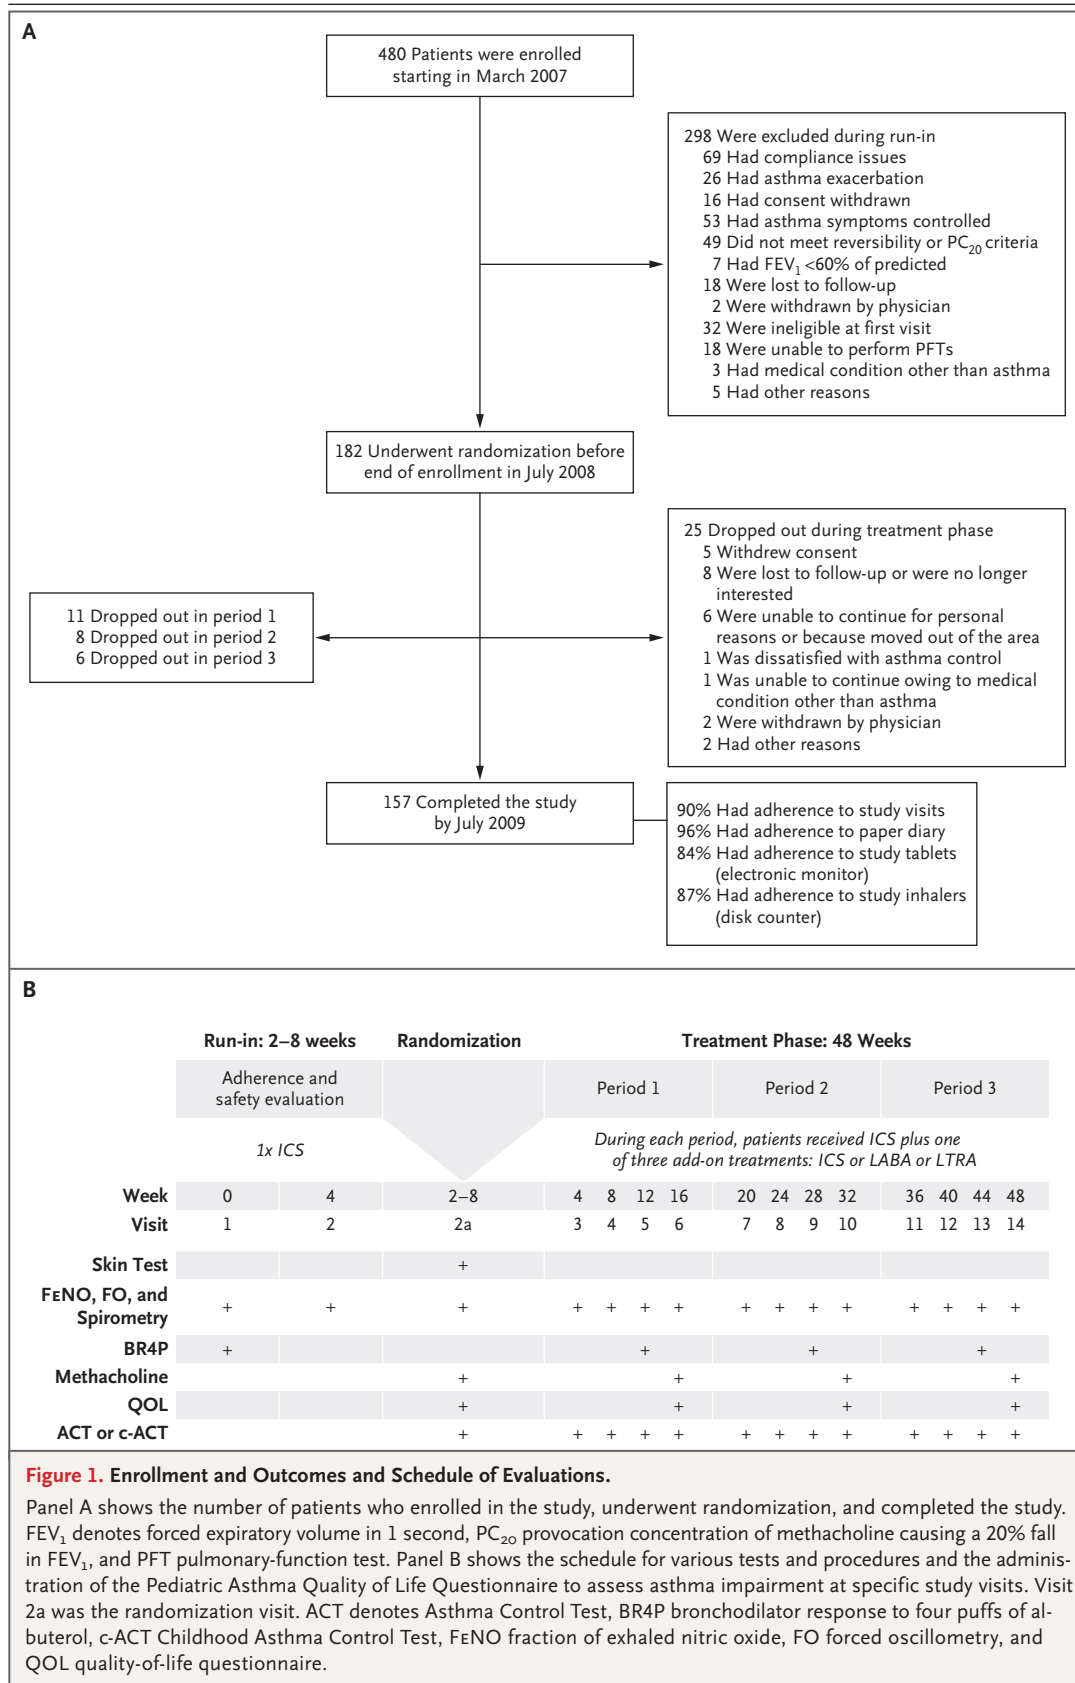 A
480 Patients were enrolled
starting in March 2007
298 Were excluded during run-in
69 Had compliance issues
26 Had asthma exacerbation
16 Had consent withdrawn
53 Had asthma symptoms controlled
49 Did not meet reversibility or PC20 criteria
7 Had FEV1 <60% of predicted
18 Were lost to follow-up
2 Were withdrawn by physician
32 Were ineligible at first visit
18 Were unable to perform PFTs
3 Had medical condition other than asthma
5 Had other reasons
182 Underwent randomization before
end of enrollment in July 2008
25 Dropped out during treatment phase
5 Withdrew consent
8 Were lost to follow-up or were no longer
interested
6 Were unable to continue for personal
reasons or because moved out of the area
1 Was dissatisfied with asthma control
1 Was unable to continue owing to medical
condition other than asthma
2 Were withdrawn by physician
2 Had other reasons
11 Dropped out in period 1
8 Dropped out in period 2
6 Dropped out in period 3
157 Completed the study
by July 2009
90% Had adherence to study visits
96% Had adherence to paper diary
84% Had adherence to study tablets
(electronic monitor)
87% Had adherence to study inhalers
(disk counter)
B
Run-in: 2–8 weeks Randomization Treatment Phase: 48 Weeks
Adherence and
safety evaluation
Period 1 Period 2 Period 3
1x ICS
During each period, patients received ICS plus one
of three add-on treatments: ICS or LABA or LTRA
Week 0 4 2–8 4 8 12 16 20 24 28 32 36 40 44 48
Visit 1 2 2a 3 4 5 6 7 8 9 10 11 12 13 14
Skin Test +
FENO, FO, and
Spirometry + + + + + + + + + + + + + + +
BR4P + + + +
Methacholine + + + +
QOL + + + +
ACT or c-ACT + + + + + + + + + + + + +
Figure 1. Enrollment and Outcomes and Schedule of Evaluations.
Panel A shows the number of patients who enrolled in the study, underwent randomization, and completed the study.
FEV1 denotes forced expiratory volume in 1 second, PC20 provocation concentration of methacholine causing a 20% fall
in FEV1, and PFT pulmonary-function test. Panel B shows the schedule for various tests and procedures and the adminis-
tration of the Pediatric Asthma Quality of Life Questionnaire to assess asthma impairment at specific study visits. Visit
2a was the randomization visit. ACT denotes Asthma Control Test, BR4P bronchodilator response to four puffs of al-
buterol, c-ACT Childhood Asthma Control Test, FENO fraction of exhaled nitric oxide, FO forced oscillometry, and
QOL quality-of-life questionnaire.